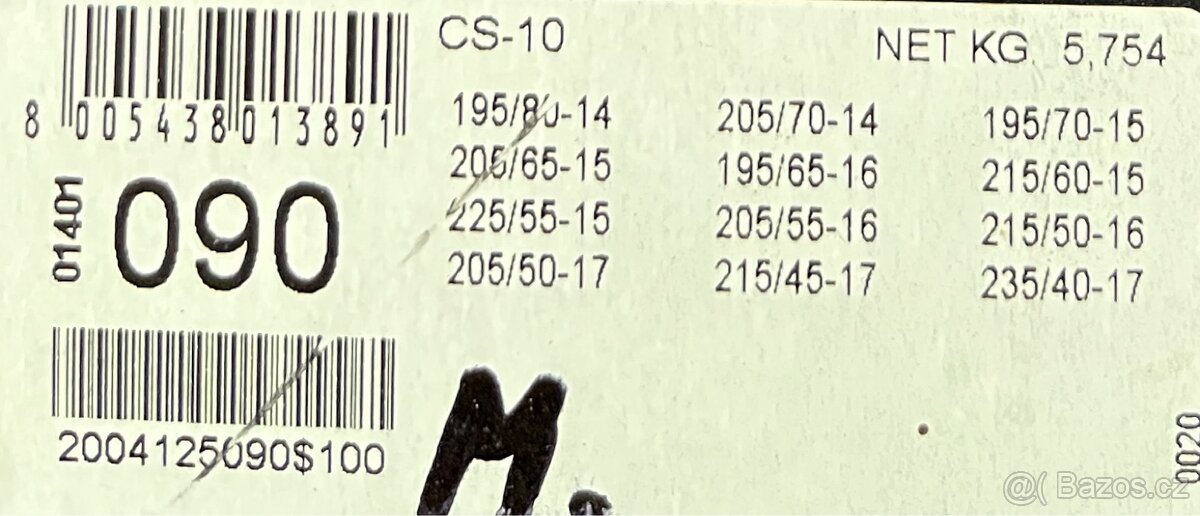 CS-10
NET KG 5,754
8 005438 013891
195/80-14 205/70-14 195/70-15
205/65-15 195/65-16 215/60-15
225/55-15 205/55-16 215/50-16
205/50-17 215/45-17 235/40-17
01401
090
2004125090$100
M.
0020
Bazos.cz